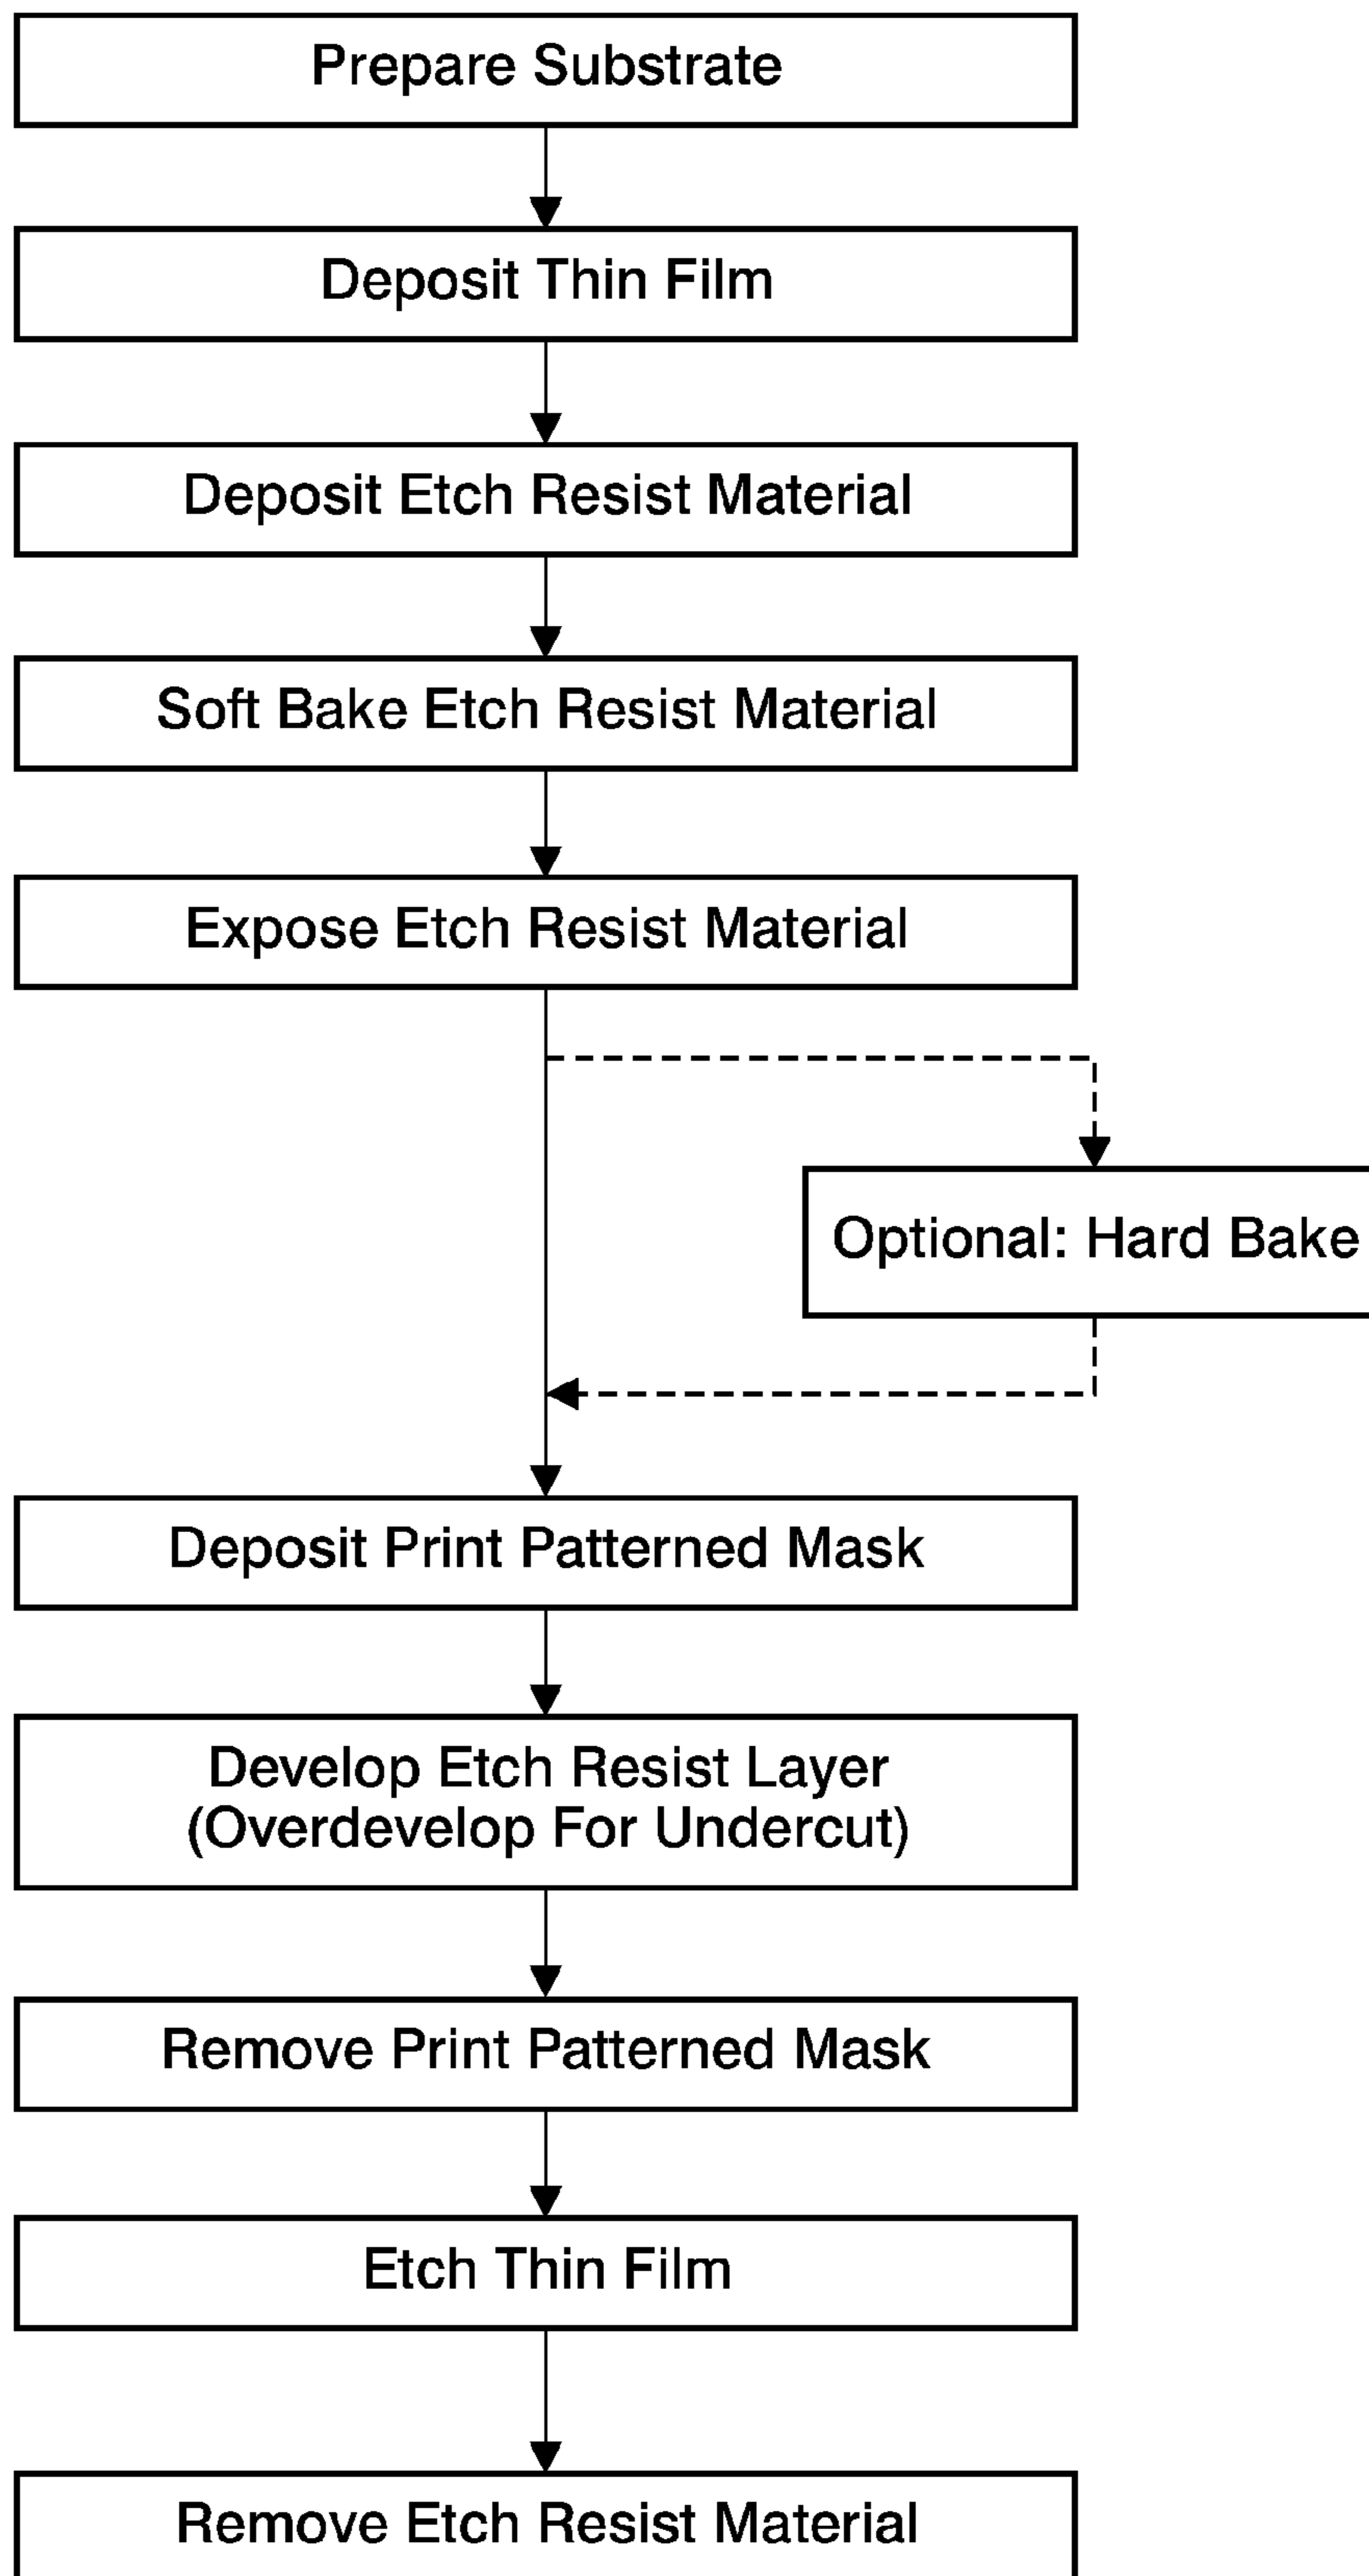 Prepare Substrate
Deposit Thin Film
Deposit Etch Resist Material
Soft Bake Etch Resist Material
Expose Etch Resist Material
Optional: Hard Bake
Deposit Print Patterned Mask
Develop Etch Resist Layer
(Overdevelop For Undercut)
Remove Print Patterned Mask
Etch Thin Film
Remove Etch Resist Material